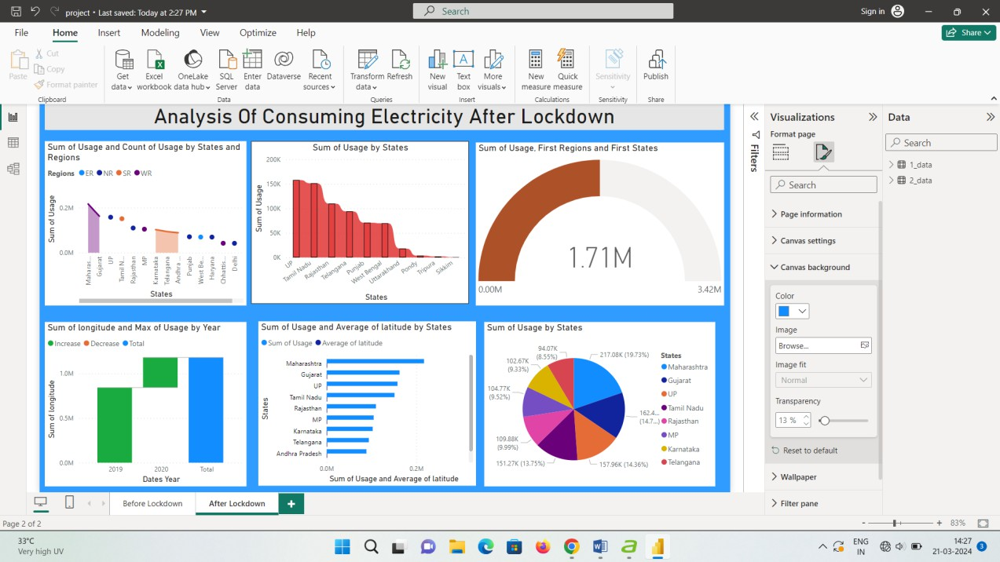 project • Last saved: Today at 2:27 PM
Search
Sign in
File Home Insert Modeling View Optimize Help
Share
Paste
Cut
Copy
Format painter
Clipboard
Get data
Excel workbook
OneLake data hub
SQL Server
Enter data
Dataverse
Recent sources
Data
Transform data
Refresh
Queries
New visual
Text box
More visuals
Insert
New measure
Quick measure
Calculations
Sensitivity
Sensitivity
Publish
Share
Analysis Of Consuming Electricity After Lockdown
Sum of Usage and Count of Usage by States and
Regions
Regions ER NR SR WR
Sum of Usage
0.2M
0.0M
Maharas...
Gujarat
UP
Tamil N...
Rajasthan
MP
Karnataka
Telangana
Andhra ...
Punjab
West Be...
Haryana
Chhattis...
Delhi
States
Sum of Usage by States
Sum of Usage
200K
150K
100K
50K
0K
UP
Tamil Nadu
Rajasthan
Telangana
Punjab
West Bengal
Uttarakhand
Pondy
Tripura
Sikkim
States
Sum of Usage, First Regions and First States
1.71M
0.00M
3.42M
Sum of longitude and Max of Usage by Year
Increase Decrease Total
Sum of longitude
1.0M
0.5M
0.0M
2019 2020 Total
Dates Year
Sum of Usage and Average of latitude by States
Sum of Usage Average of latitude
States
Maharashtra
Gujarat
UP
Tamil Nadu
Rajasthan
MP
Karnataka
Telangana
Andhra Pradesh
0.0M 0.2M
Sum of Usage and Average of latitude
Sum of Usage by States
94.07K
(8.55%)
217.08K (19.73%)
102.67K
(9.33%)
104.77K
(9.52%)
162.4...
(14.7...)
109.88K
(9.99%)
151.27K (13.75%)
157.96K (14.36%)
States
Maharashtra
Gujarat
UP
Tamil Nadu
Rajasthan
MP
Karnataka
Telangana
Filters
Visualizations
Format page
Search
Page information
Canvas settings
Canvas background
Color
Image
Browse...
Image fit
Normal
Transparency
13 %
Reset to default
Wallpaper
Filter pane
Data
Search
1_data
2_data
Before Lockdown
After Lockdown
+
Page 2 of 2
- + 83%
33°C
Very high UV
ENG
IN
14:27
21-03-2024
3